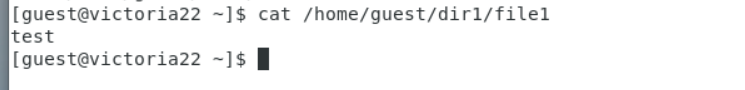 [guest@victoria22 ~]$ cat /home/guest/dir1/file1
test
[guest@victoria22 ~]$